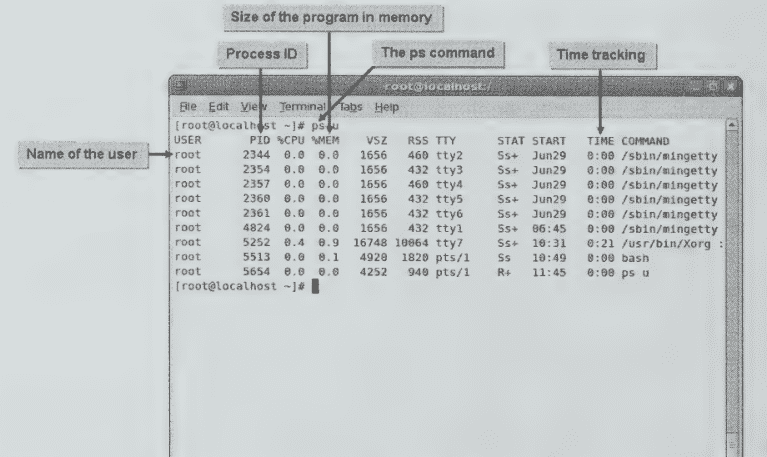 Size of the program in memory
Process ID
The ps command
Time tracking
root@localhost:/
File Edit View Terminal Tabs Help
[root@localhost ~]# ps u
USER PID %CPU %MEM VSZ RSS TTY STAT START TIME COMMAND
Name of the user
root 2344 0.0 0.0 1656 460 tty2 Ss+ Jun29 0:00 /sbin/mingetty
root 2354 0.0 0.0 1656 432 tty3 Ss+ Jun29 0:00 /sbin/mingetty
root 2357 0.0 0.0 1656 460 tty4 Ss+ Jun29 0:00 /sbin/mingetty
root 2360 0.0 0.0 1656 432 tty5 Ss+ Jun29 0:00 /sbin/mingetty
root 2361 0.0 0.0 1656 432 tty6 Ss+ Jun29 0:00 /sbin/mingetty
root 4824 0.0 0.0 1656 432 tty1 Ss+ 06:45 0:00 /sbin/mingetty
root 5252 0.4 0.9 16748 10064 tty7 Ss+ 10:31 0:21 /usr/bin/Xorg :
root 5513 0.0 0.1 4920 1820 pts/1 Ss 10:49 0:00 bash
root 5654 0.0 0.0 4252 940 pts/1 R+ 11:45 0:00 ps u
[root@localhost ~]#